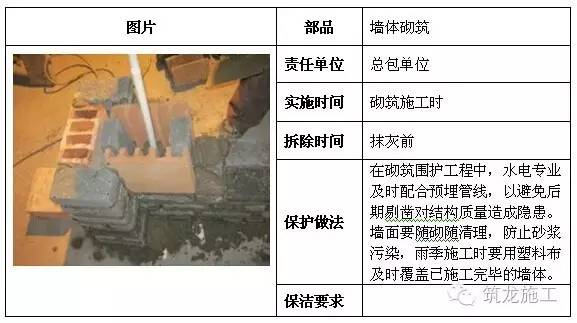 图片
部品
墙体砌筑
责任单位
总包单位
实施时间
砌筑施工时
拆除时间
抹灰前
保护做法
在砌筑围护工程中，水电专业
及时配合预埋管线，以避免后
期剔凿对结构质量造成隐患。
墙面要随砌随清理，防止砂浆
污染，雨季施工时要用塑料布
及时覆盖已施工完毕的墙体。
保洁要求
筑龙施工